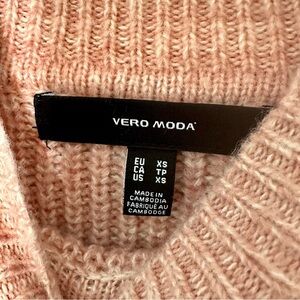 VERO MODA
EU XS
CA TP
US XS
MADE IN
CAMBODIA
FABRIQUÉ AU
CAMBODGE